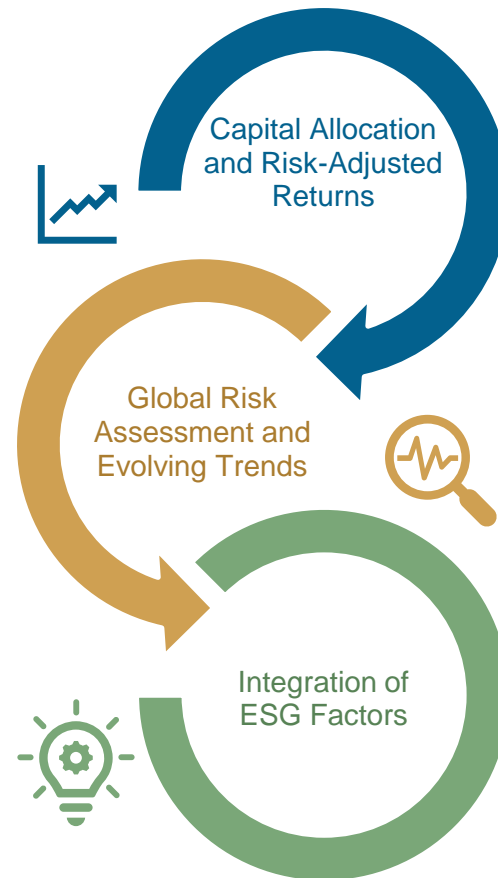 Capital Allocation
and Risk-Adjusted
Returns
Global Risk
Assessment and
Evolving Trends
Integration of
ESG Factors